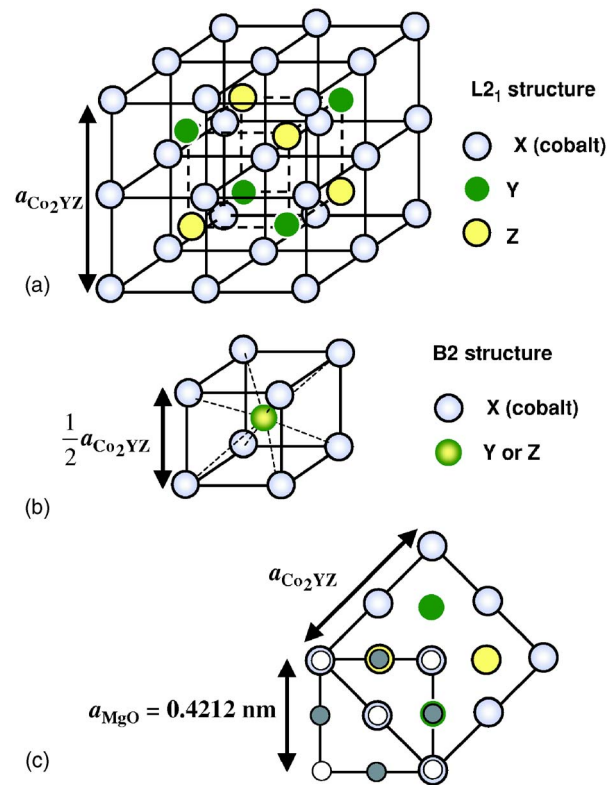 L2₁ structure
X (cobalt)
Y
Z
a_Co₂YZ
(a)
B2 structure
X (cobalt)
Y or Z
1/2 a_Co₂YZ
(b)
a_Co₂YZ
a_MgO = 0.4212 nm
(c)